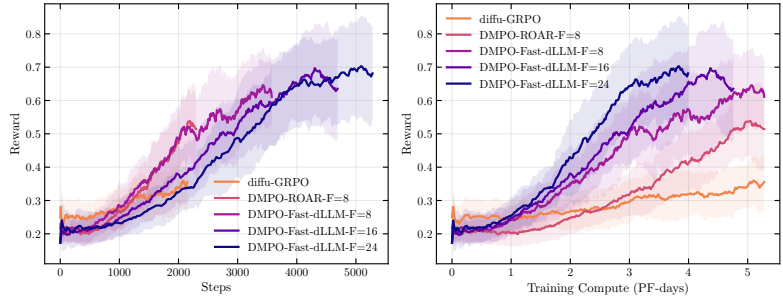 0.7
0.6
0.5
0.4
0.3
0.2
Reward
diffu-GRPO
DMPO-ROAR-F=8
DMPO-Fast-dLLM-F=8
DMPO-Fast-dLLM-F=16
DMPO-Fast-dLLM-F=24
0 1000 2000 3000 4000 5000
Steps
0.8
0.7
0.6
0.5
0.4
0.3
0.2
Reward
diffu-GRPO
DMPO-ROAR-F=8
DMPO-Fast-dLLM-F=8
DMPO-Fast-dLLM-F=16
DMPO-Fast-dLLM-F=24
0 1 2 3 4 5
Training Compute (PF-days)